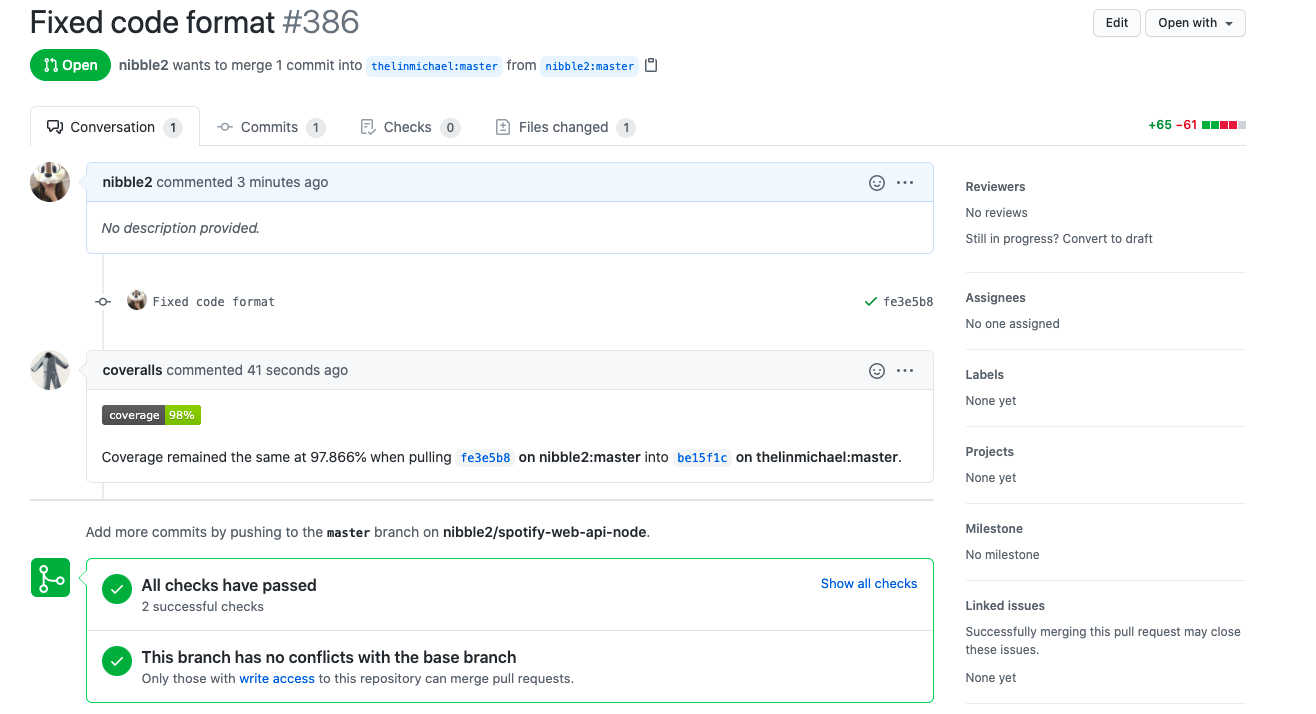 Fixed code format #386
Edit
Open with
Open
nibble2 wants to merge 1 commit into thelinmichael:master from nibble2:master
Conversation 1
Commits 1
Checks 0
Files changed 1
+65 −61
nibble2 commented 3 minutes ago
No description provided.
Fixed code format
fe3e5b8
coveralls commented 41 seconds ago
coverage 98%
Coverage remained the same at 97.866% when pulling fe3e5b8 on nibble2:master into be15f1c on thelinmichael:master.
Add more commits by pushing to the master branch on nibble2/spotify-web-api-node.
All checks have passed
2 successful checks
Show all checks
This branch has no conflicts with the base branch
Only those with write access to this repository can merge pull requests.
Reviewers
No reviews
Still in progress? Convert to draft
Assignees
No one assigned
Labels
None yet
Projects
None yet
Milestone
No milestone
Linked issues
Successfully merging this pull request may close
these issues.
None yet